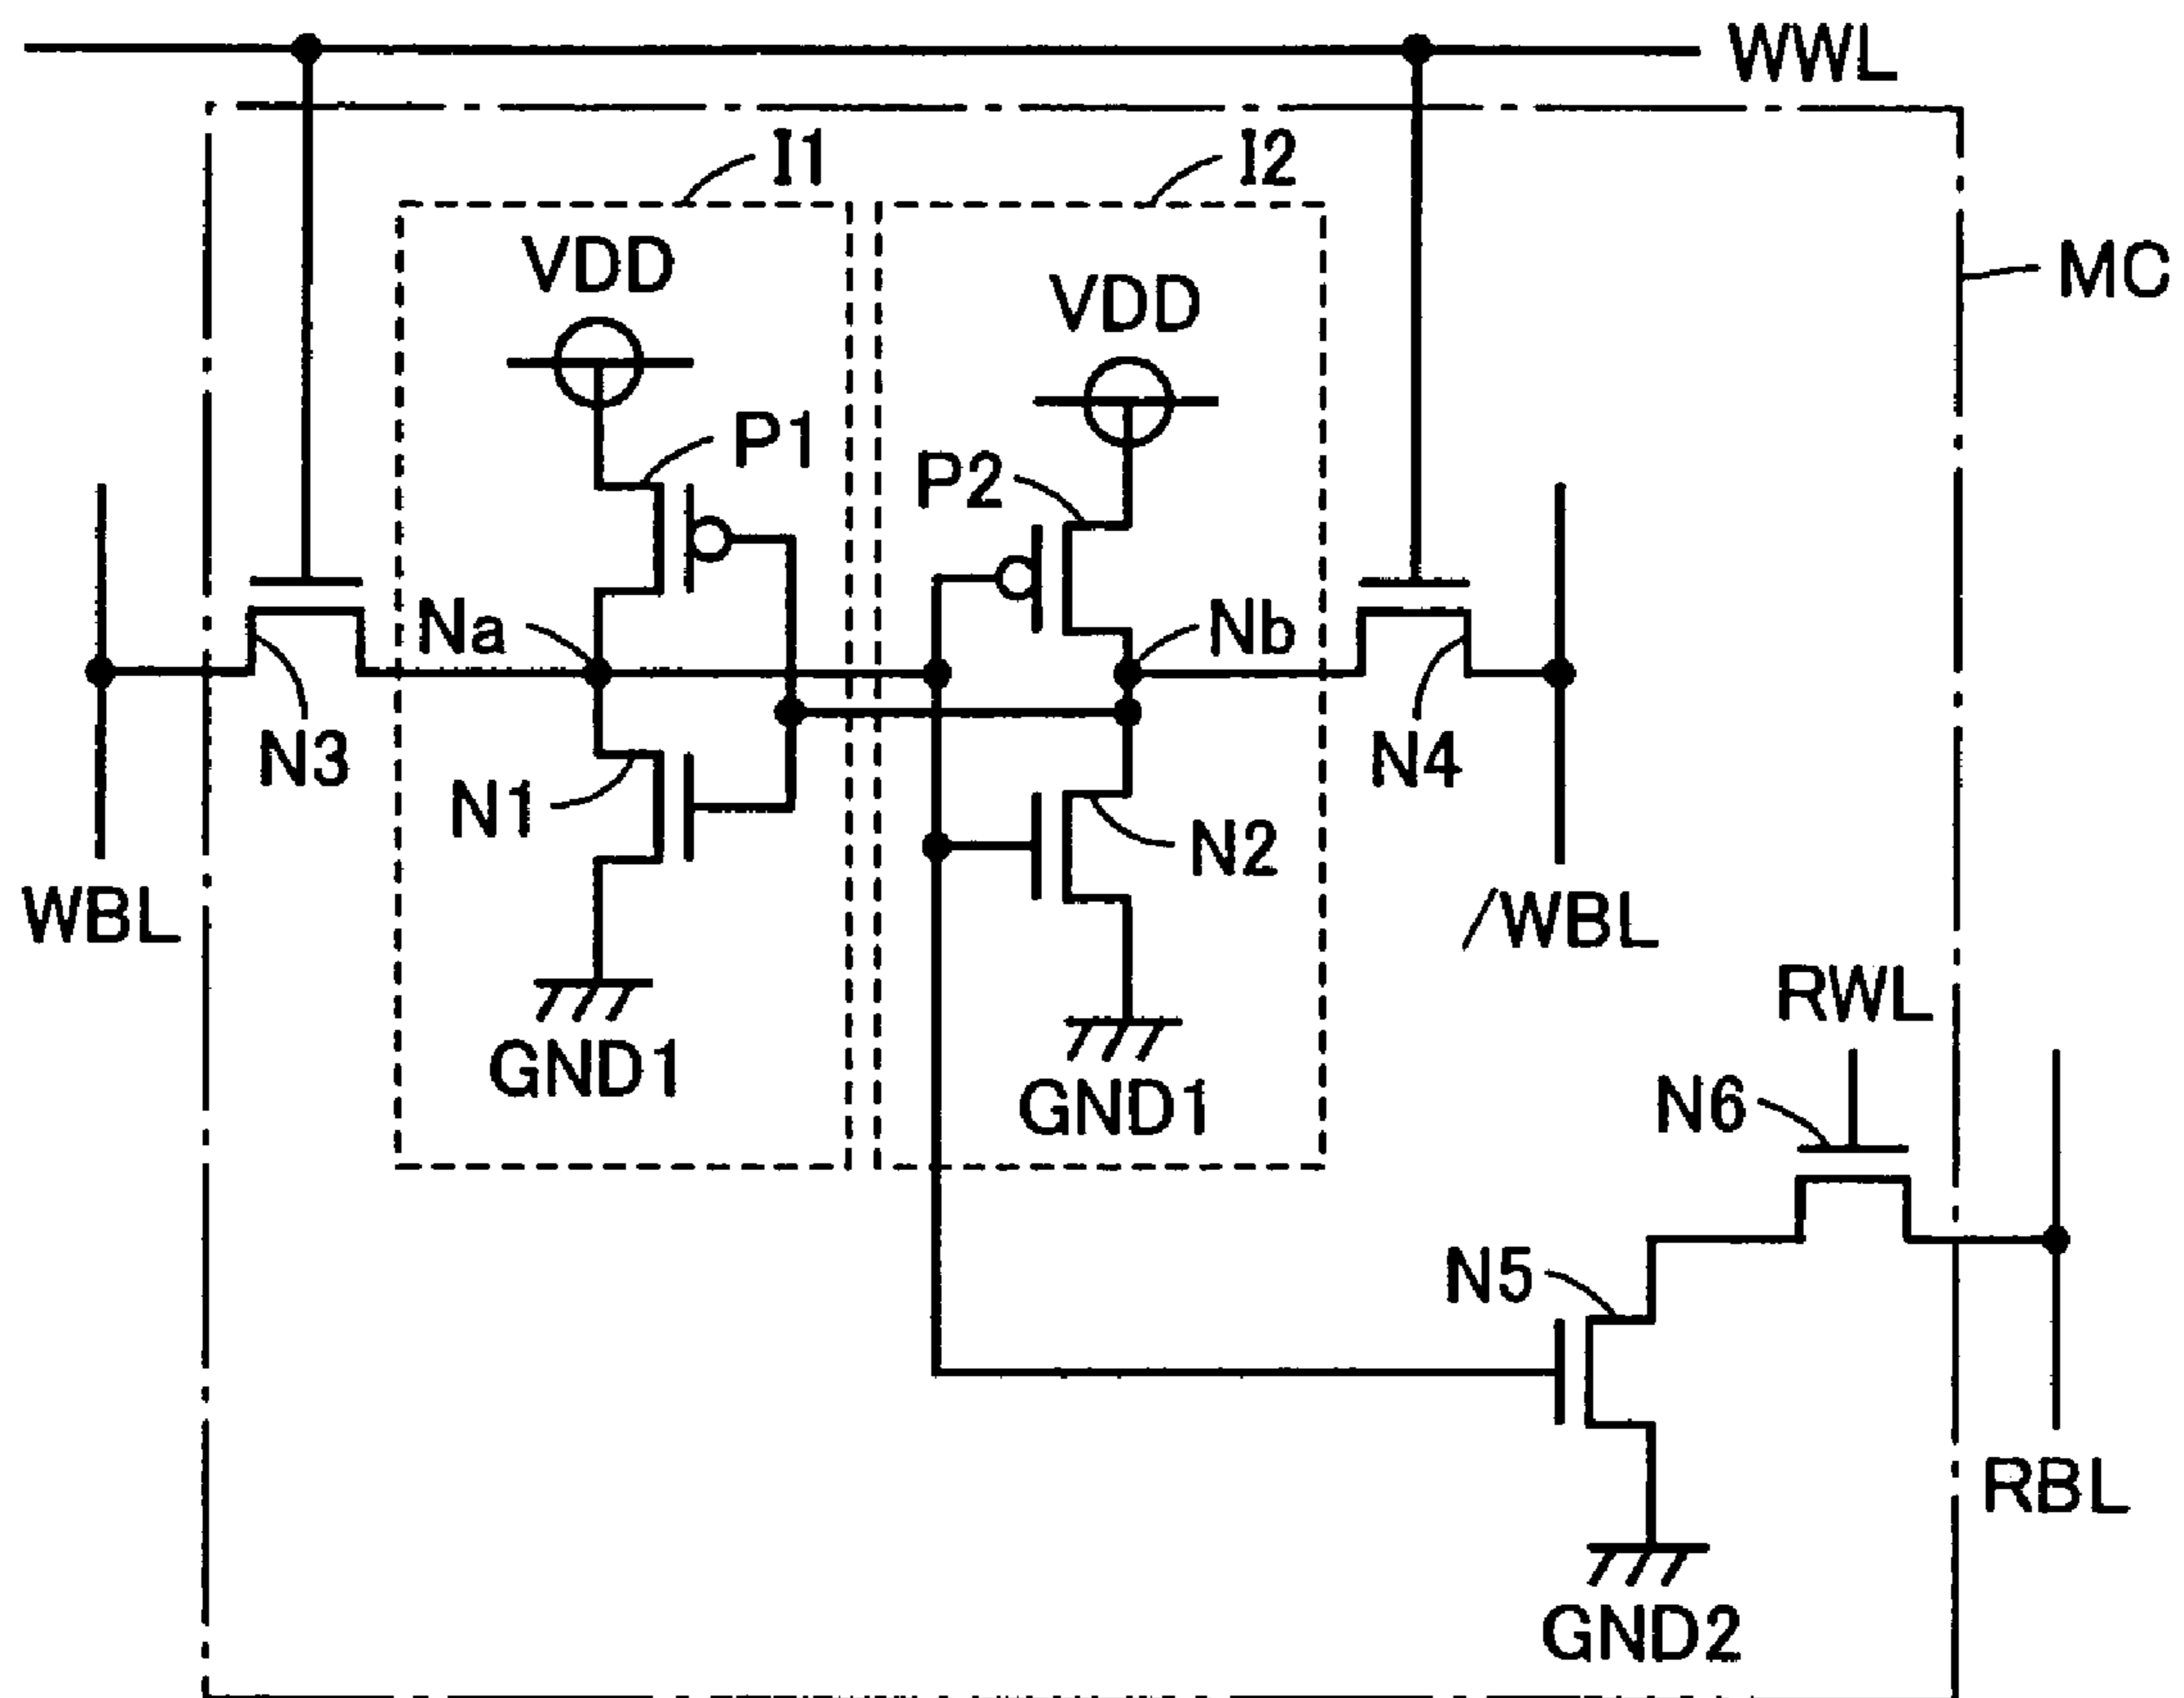 WWL
I1
I2
VDD
MC
VDD
P1
P2
Na
Nb
N3
N4
N1
N2
WBL
/WBL
RWL
GND1
GND1
N6
N5
RBL
GND2